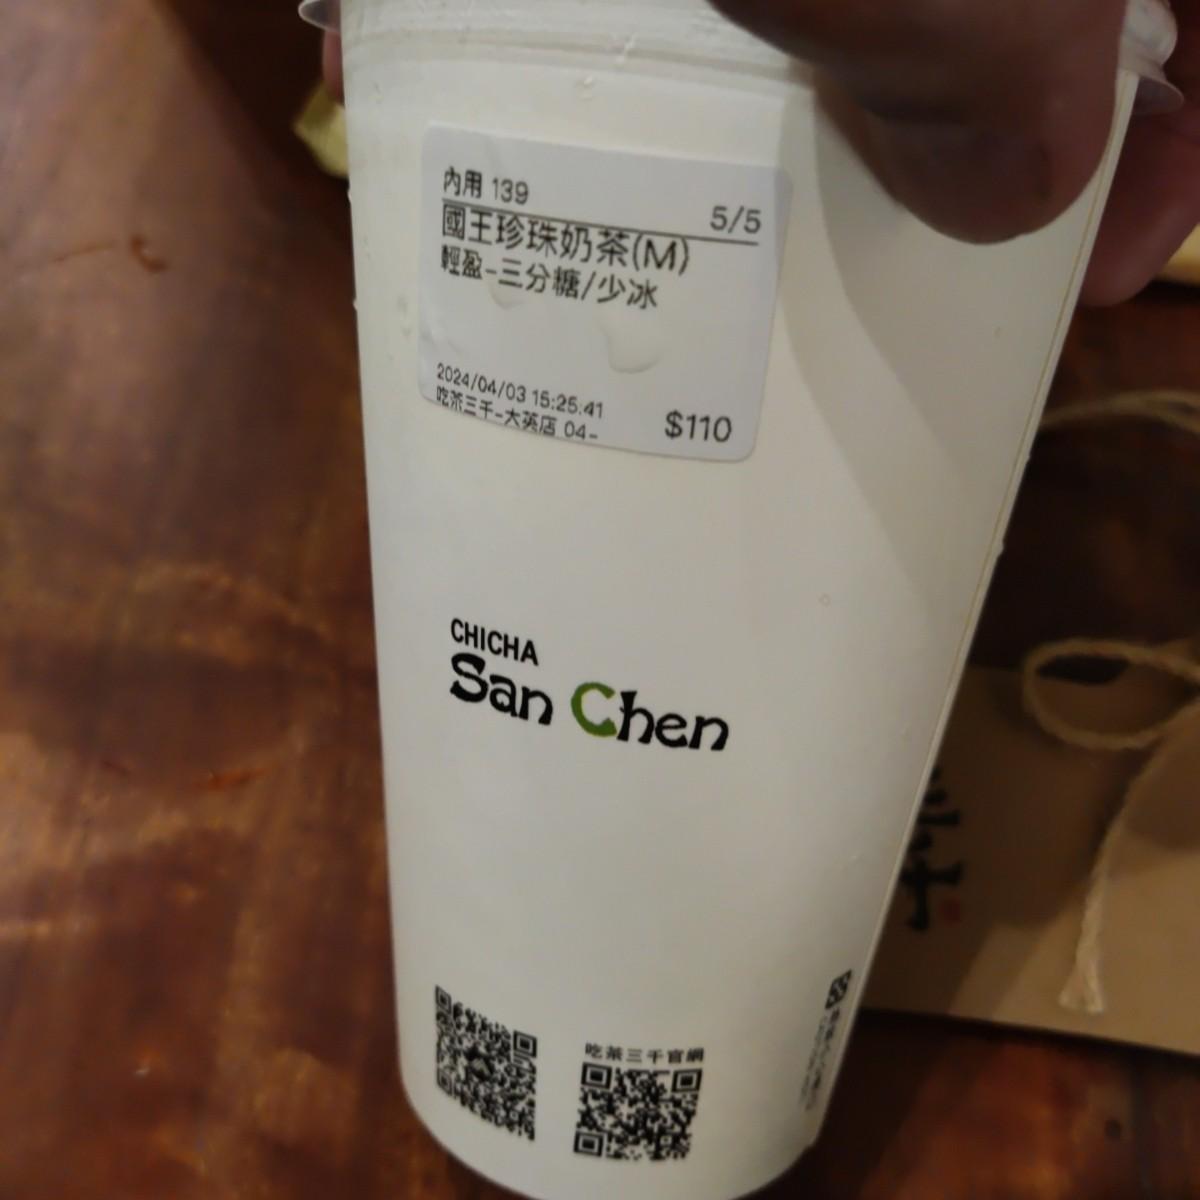 內用 139
5/5
國王珍珠奶茶(M)
輕盈-三分糖/少冰
2024/04/03 15:25:41
吃茶三千-大英店 04-
$110
CHICHA
San Chen
吃茶三千官網
三千